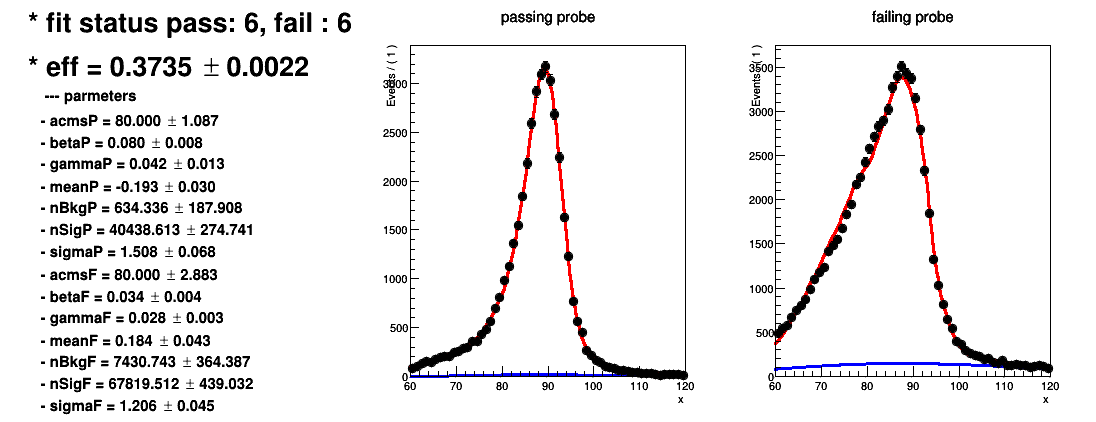 * fit status pass: 6, fail : 6
* eff = 0.3735 ± 0.0022
--- parmeters
- acmsP = 80.000 ± 1.087
- betaP = 0.080 ± 0.008
- gammaP = 0.042 ± 0.013
- meanP = -0.193 ± 0.030
- nBkgP = 634.336 ± 187.908
- nSigP = 40438.613 ± 274.741
- sigmaP = 1.508 ± 0.068
- acmsF = 80.000 ± 2.883
- betaF = 0.034 ± 0.004
- gammaF = 0.028 ± 0.003
- meanF = 0.184 ± 0.043
- nBkgF = 7430.743 ± 364.387
- nSigF = 67819.512 ± 439.032
- sigmaF = 1.206 ± 0.045
passing probe
Events / ( 1 )
3000
2500
2000
1500
1000
500
0
60 70 80 90 100 110 120
x
failing probe
Events / ( 1 )
3500
3000
2500
2000
1500
1000
500
0
60 70 80 90 100 110 120
x